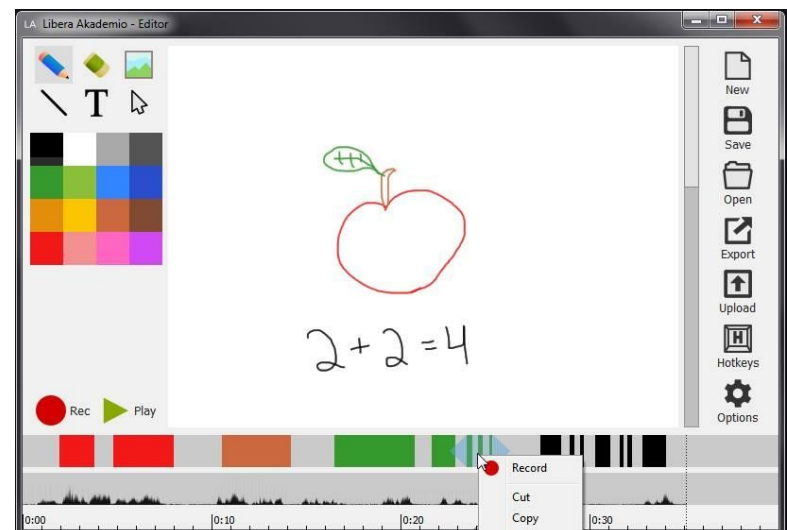 LA Libera Akademio - Editor
T
New
Save
Open
Export
Upload
H
Hotkeys
Options
2 + 2 = 4
Rec
Play
Record
Cut
Copy
0:00
0:10
0:20
0:30